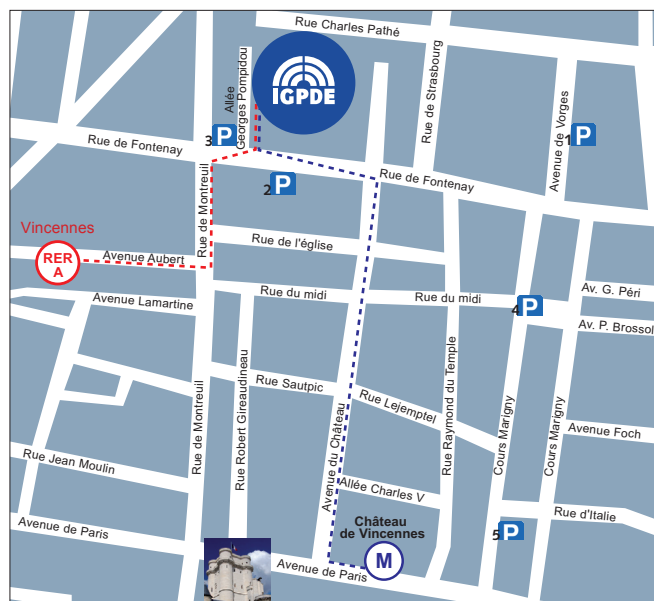 Rue Charles Pathé
IGPDE
Allée
Georges Pompidou
Rue de Strasbourg
Avenue de Vorges
3 P
1 P
Rue de Fontenay
2 P
Rue de Fontenay
Rue de Montreuil
Vincennes
RER
A
Avenue Aubert
Rue de l'église
Avenue Lamartine
Rue du midi
Rue du midi
4 P
Av. G. Péri
Av. P. Brossol
Rue Sautpic
Rue Lejemptel
Rue Raymond du Temple
Cours Marigny
Cours Marigny
Avenue Foch
Rue de Montreuil
Rue Robert Gireaudineau
Avenue du Château
Rue Jean Moulin
Allée Charles V
Rue d'Italie
Avenue de Paris
Château
de Vincennes
M
5 P
Avenue de Paris